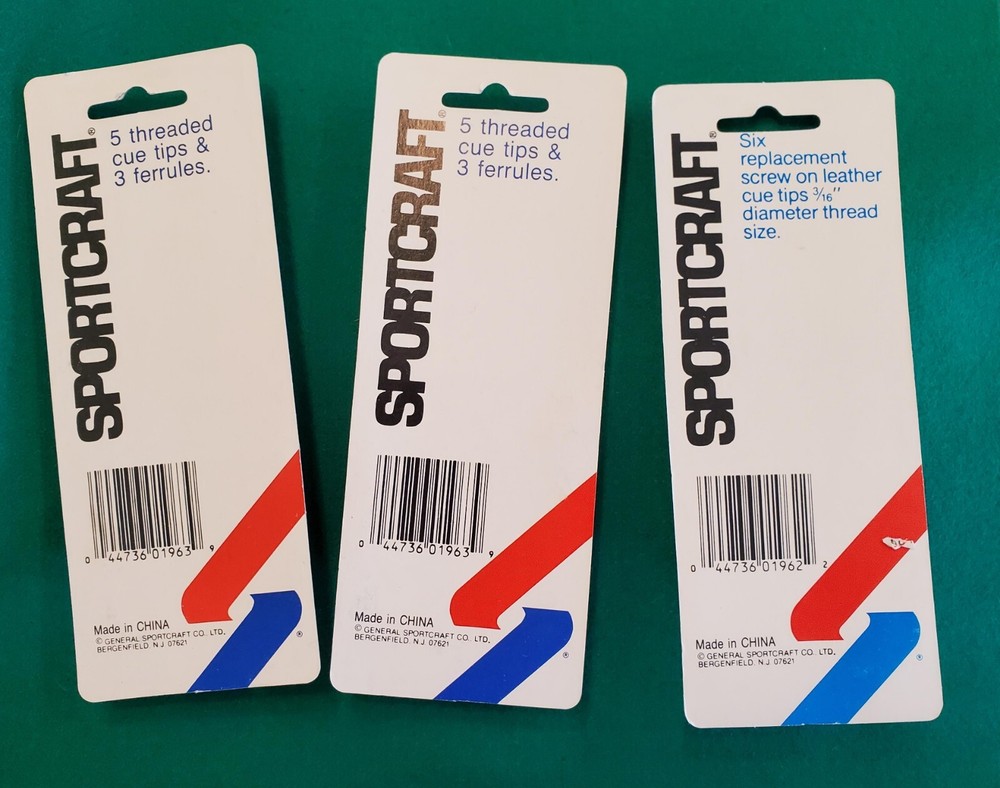 SPORTCRAFT®
5 threaded
cue tips &
3 ferrules.
0 44736 01963 9
Made in CHINA
© GENERAL SPORTCRAFT CO. LTD.
BERGENFIELD, N.J. 07621
®
SPORTCRAFT®
5 threaded
cue tips &
3 ferrules.
0 44736 01963 9
Made in CHINA
© GENERAL SPORTCRAFT CO. LTD.
BERGENFIELD, N.J. 07621
®
SPORTCRAFT®
Six
replacement
screw on leather
cue tips 3/16"
diameter thread
size.
0 44736 01962 2
Made in CHINA
© GENERAL SPORTCRAFT CO. LTD.
BERGENFIELD, N.J. 07621
®